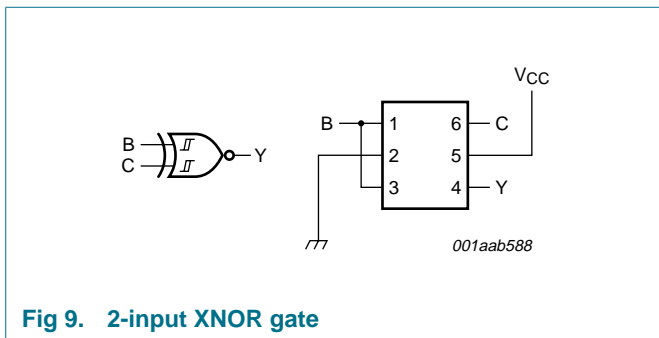 B
C
Y
B
1
2
3
6
5
4
C
Y
VCC
001aab588
Fig 9. 2-input XNOR gate